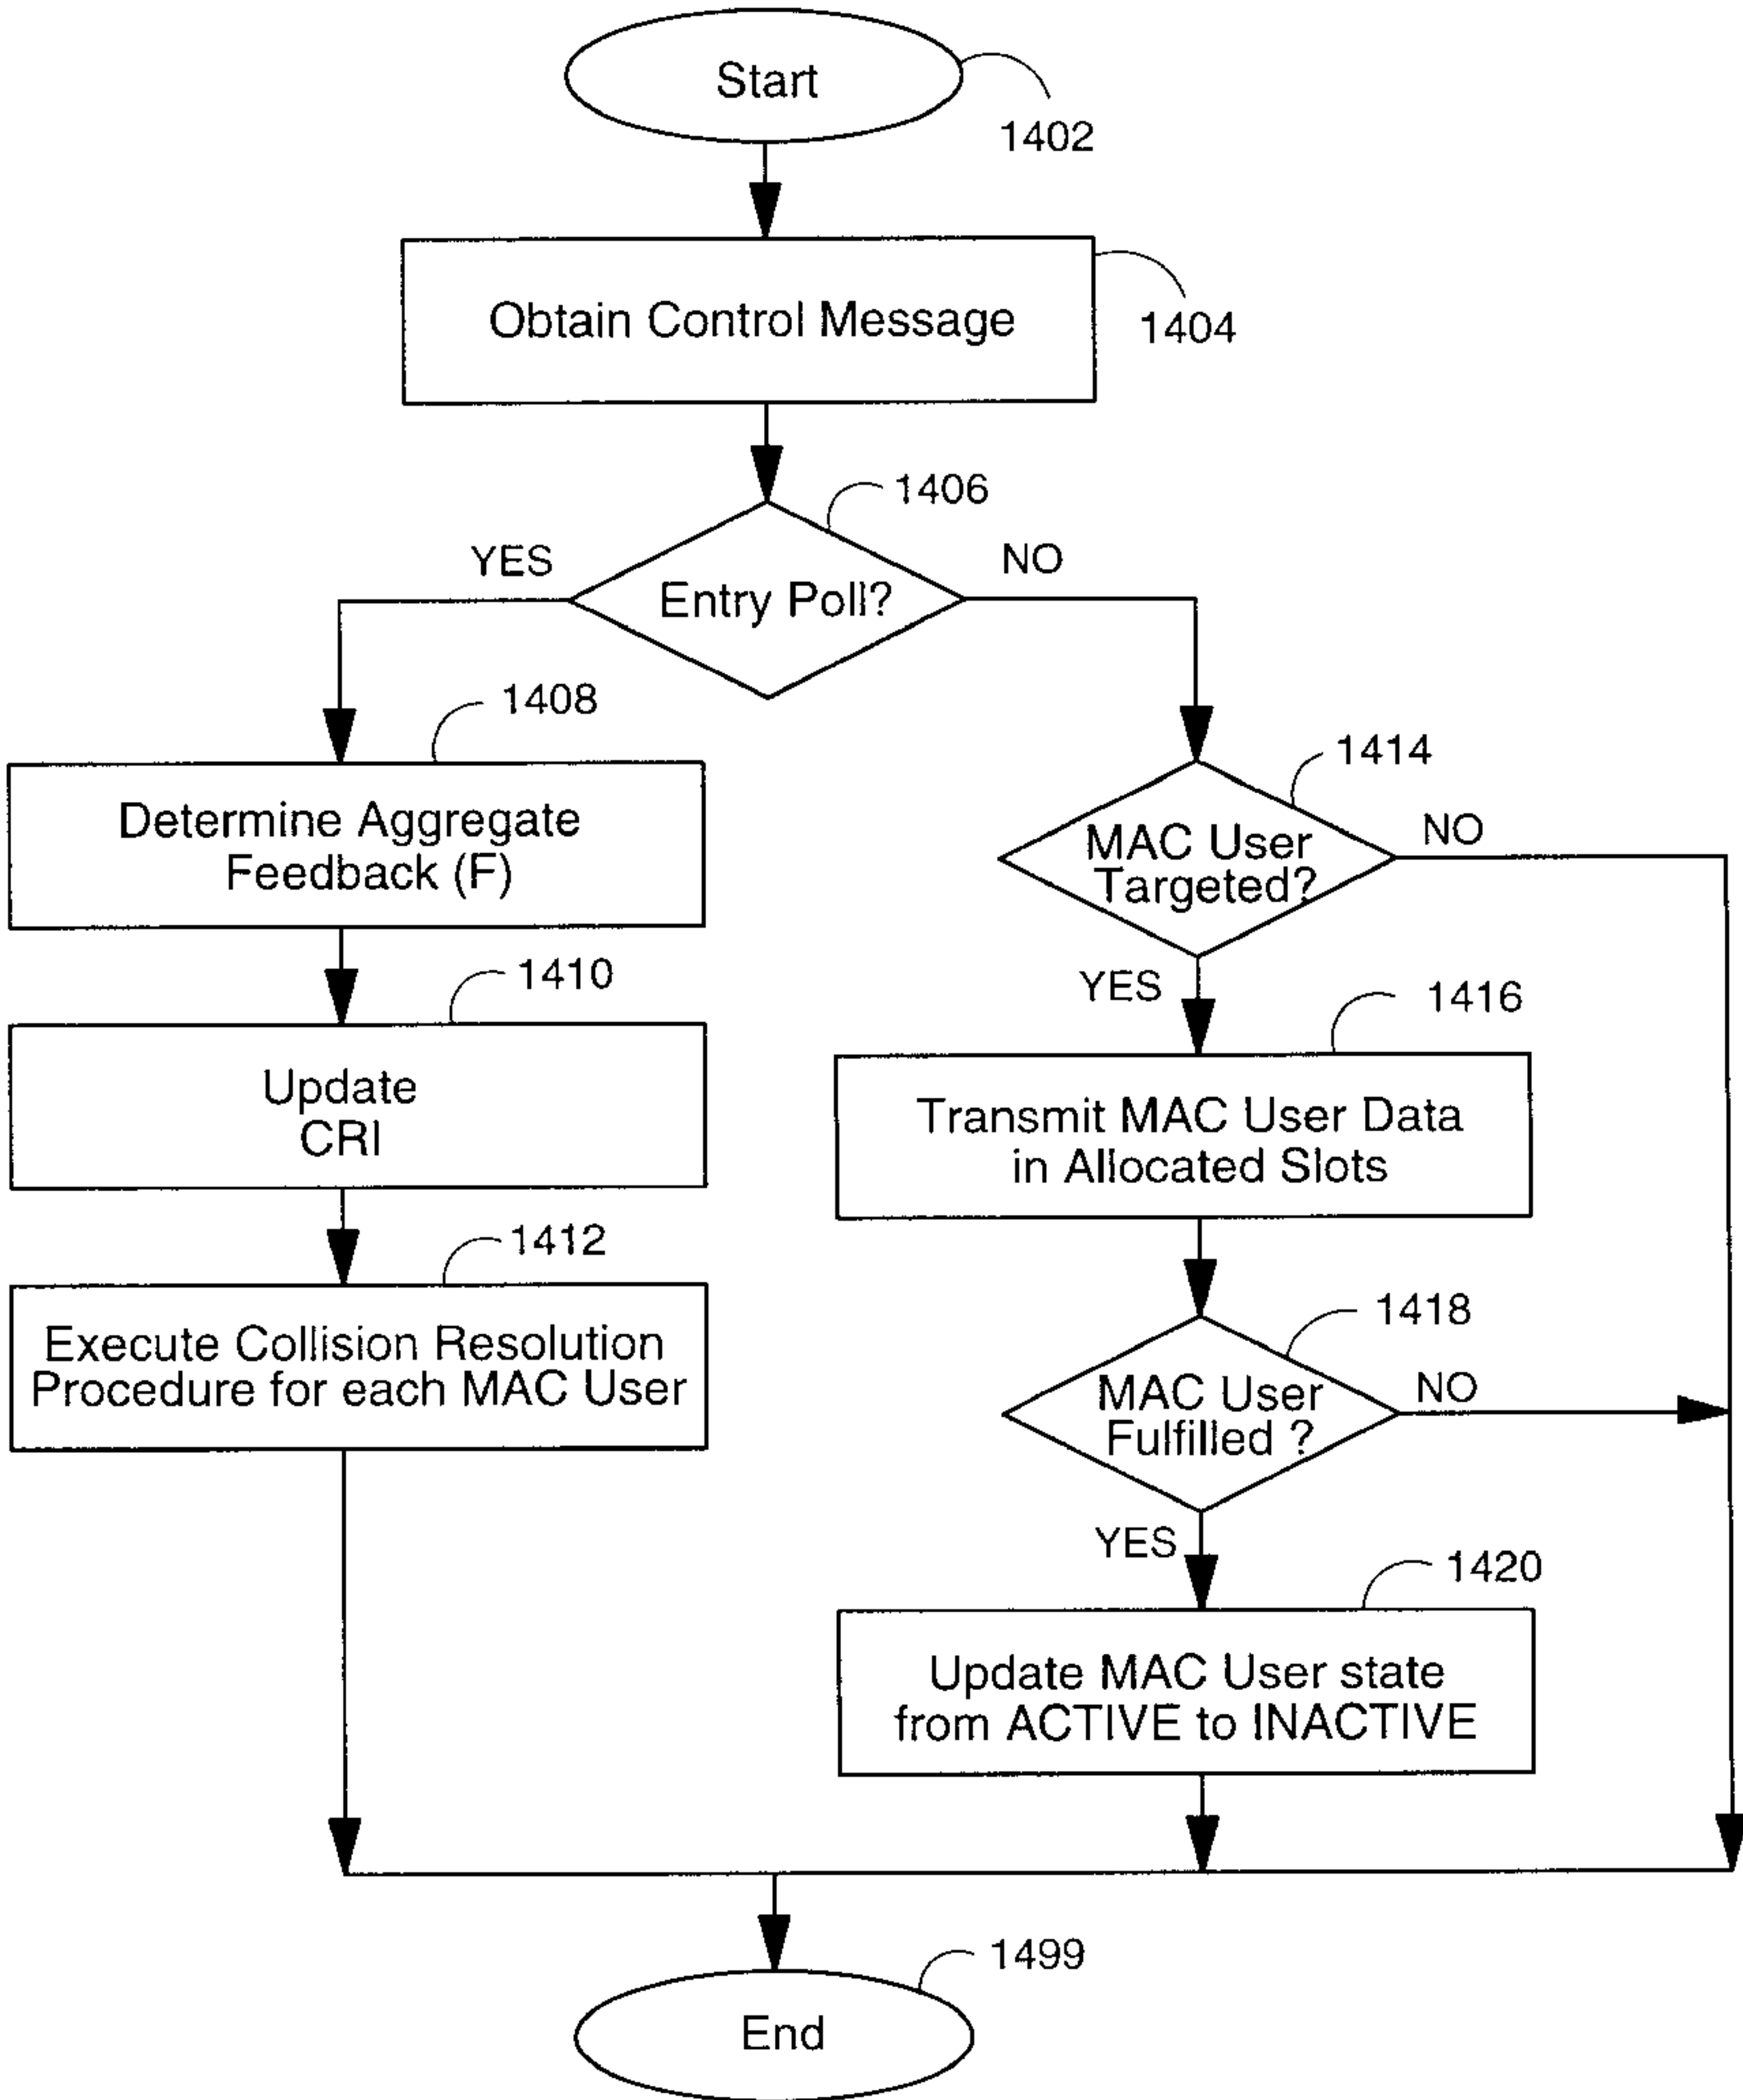 Start
1402
Obtain Control Message
1404
1406
YES
NO
Entry Poll?
1408
Determine Aggregate
Feedback (F)
1410
Update
CRI
1412
Execute Collision Resolution
Procedure for each MAC User
1414
MAC User
Targeted?
NO
YES
1416
Transmit MAC User Data
in Allocated Slots
1418
MAC User
Fulfilled ?
NO
YES
1420
Update MAC User state
from ACTIVE to INACTIVE
1499
End